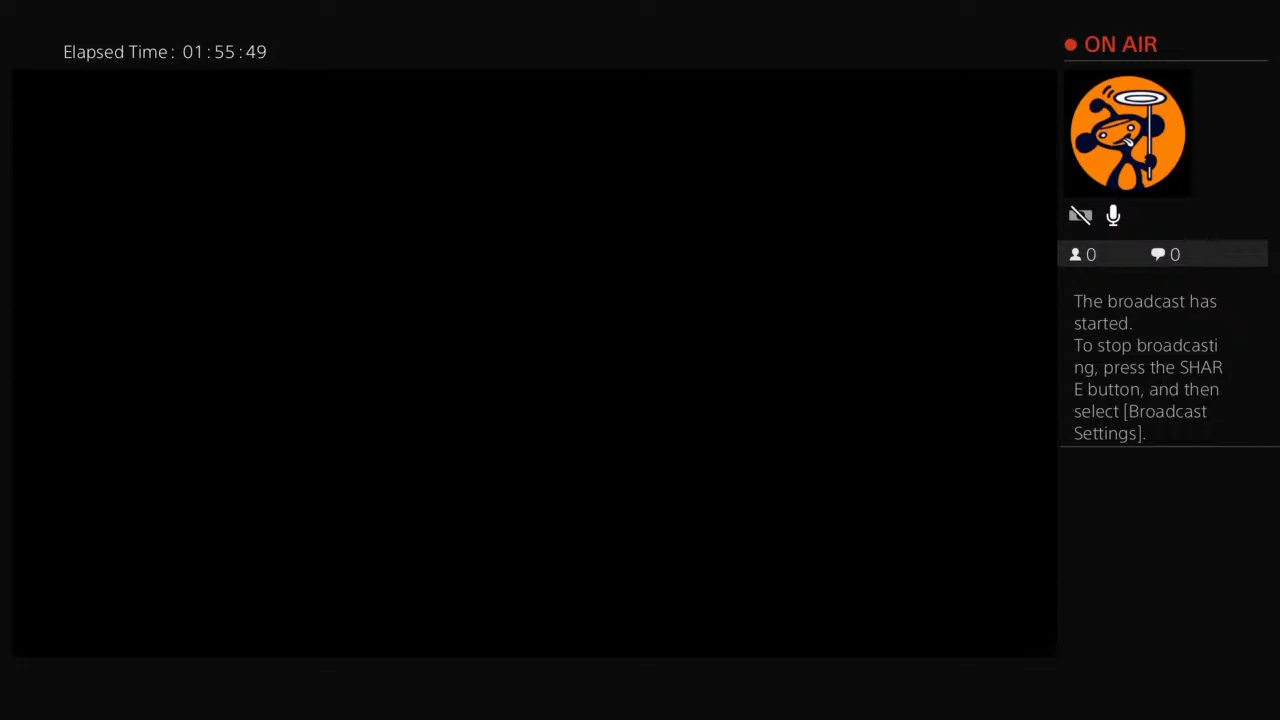 Elapsed Time: 01:55:49
ON AIR
0 0
The broadcast has
started.
To stop broadcasti
ng, press the SHAR
E button, and then
select [Broadcast
Settings].